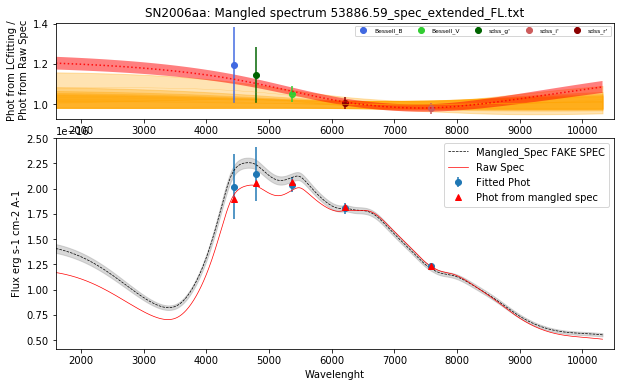 SN2006aa: Mangled spectrum 53886.59_spec_extended_FL.txt
Phot from LCfitting /
Phot from Raw Spec
1.4
1.2
1.0
Bessell_B
Bessell_V
sdss_g'
sdss_i'
sdss_r'
2000 3000 4000 5000 6000 7000 8000 9000 10000
Flux erg s-1 cm-2 A-1
2.50
2.25
2.00
1.75
1.50
1.25
1.00
0.75
0.50
Mangled_Spec FAKE SPEC
Raw Spec
Fitted Phot
Phot from mangled spec
2000 3000 4000 5000 6000 7000 8000 9000 10000
Wavelenght